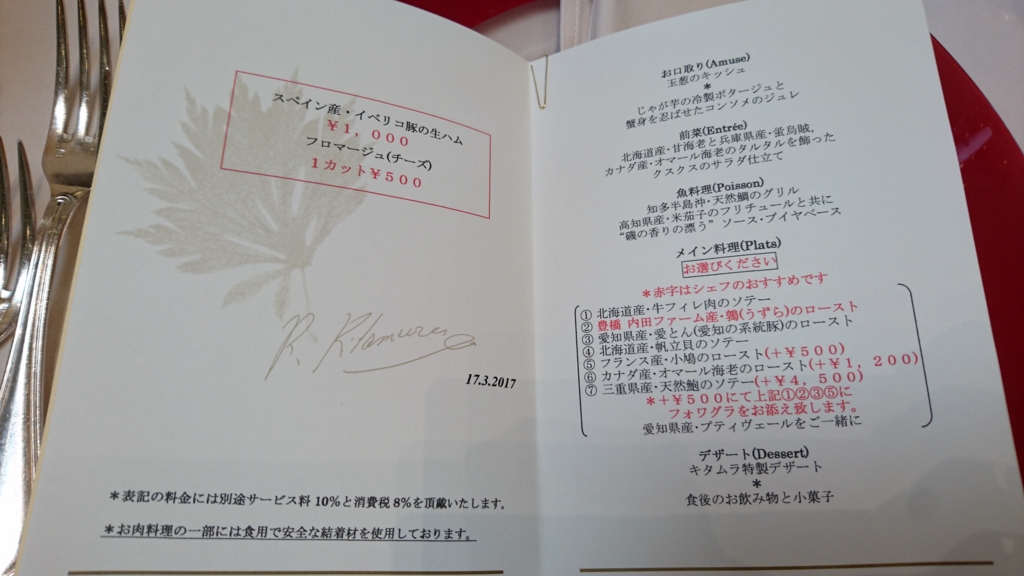 スペイン産・イベリコ豚の生ハム
￥１，０００
フロマージュ(チーズ)
１カット￥５００
R. Kitamura
17.3.2017
＊表記の料金には別途サービス料 10%と消費税 8%を頂戴いたします。
＊お肉料理の一部には食用で安全な結着材を使用しております。
お口取り(Amuse)
玉葱のキッシュ
＊
じゃが芋の冷製ポタージュと
蟹身を忍ばせたコンソメのジュレ
前菜(Entrée)
北海道産・甘海老と兵庫県産・蛍烏賊,
カナダ産・オマール海老のタルタルを飾った
クスクスのサラダ仕立て
魚料理(Poisson)
知多半島沖・天然鯛のグリル
高知県産・米茄子のフリチュールと共に
“磯の香りの漂う” ソース・ブイヤベース
メイン料理(Plats)
お選びください
＊赤字はシェフのおすすめです
① 北海道産・牛フィレ肉のソテー
② 豊橋 内田ファーム産・鶉(うずら)のロースト
③ 愛知県産・愛とん(愛知の系統豚)のロースト
④ 北海道産・帆立貝のソテー
⑤ フランス産・小鳩のロースト(＋￥５００)
⑥ カナダ産・オマール海老のロースト(＋￥１，２００)
⑦ 三重県産・天然鮑のソテー(＋￥４，５００)
＊＋￥５００にて上記①②③⑤に
フォワグラをお添え致します。
愛知県産・プティヴェールをご一緒に
デザート(Dessert)
キタムラ特製デザート
＊
食後のお飲み物と小菓子